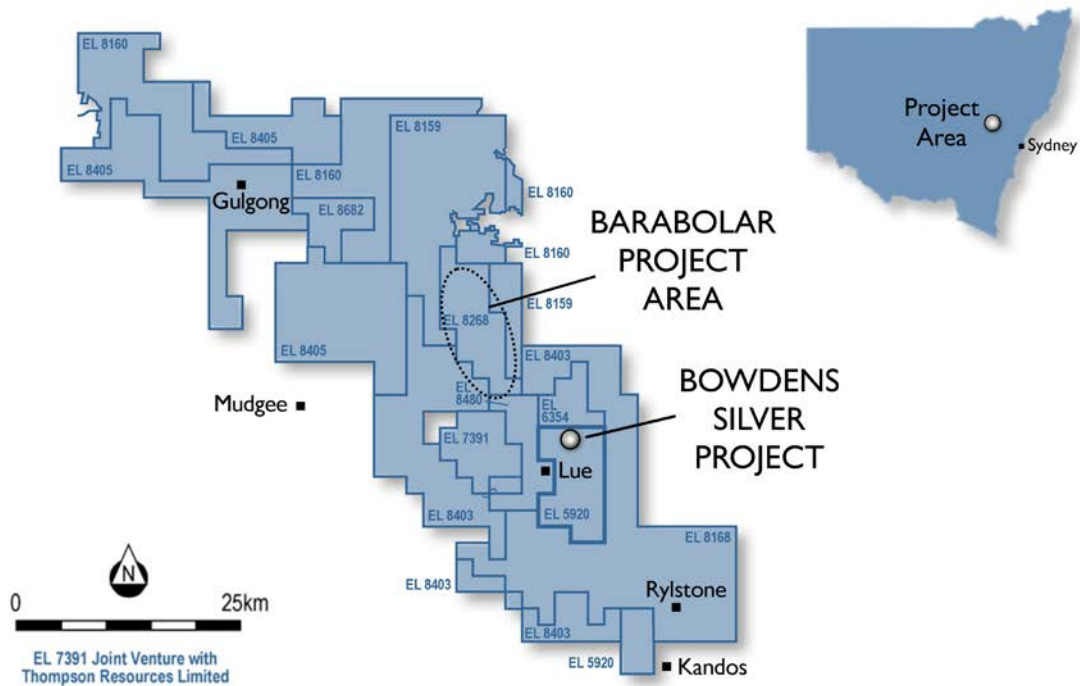 EL 8160
EL 8405
EL 8159
EL 8405
EL 8160
Gulgong
EL 8682
EL 8160
EL 8160
BARABOLAR
PROJECT
AREA
EL 8159
EL 8268
EL 8405
EL 8403
EL
8480
EL
6354
Mudgee
BOWDENS
SILVER
PROJECT
EL 7391
Lue
EL 5920
EL 8403
EL 8168
EL 8403
Rylstone
EL 8403
EL 5920
Kandos
Project
Area
Sydney
N
0
25km
EL 7391 Joint Venture with
Thompson Resources Limited